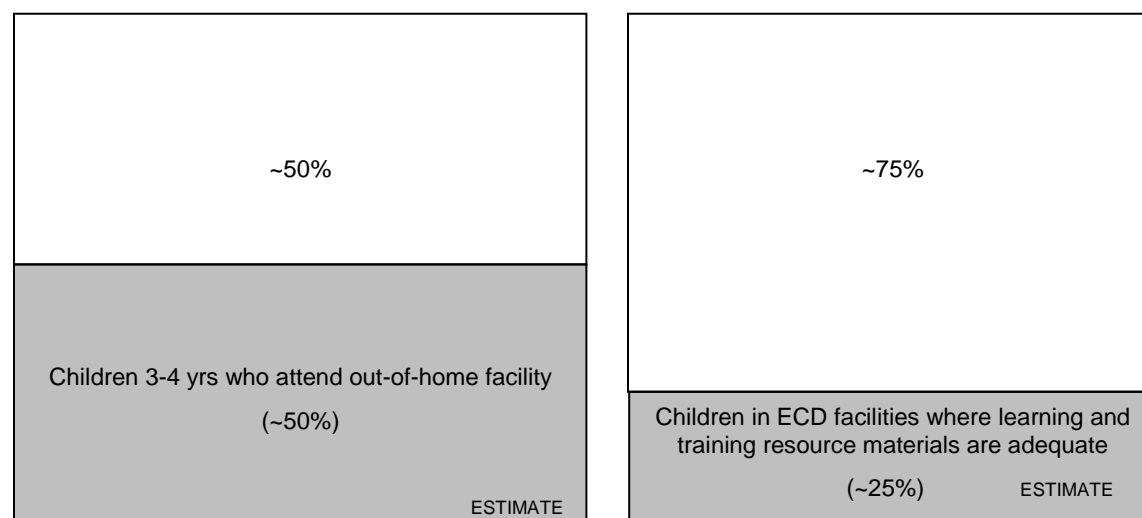 ~50%
Children 3-4 yrs who attend out-of-home facility
(~50%)
ESTIMATE
~75%
Children in ECD facilities where learning and
training resource materials are adequate
(~25%) ESTIMATE